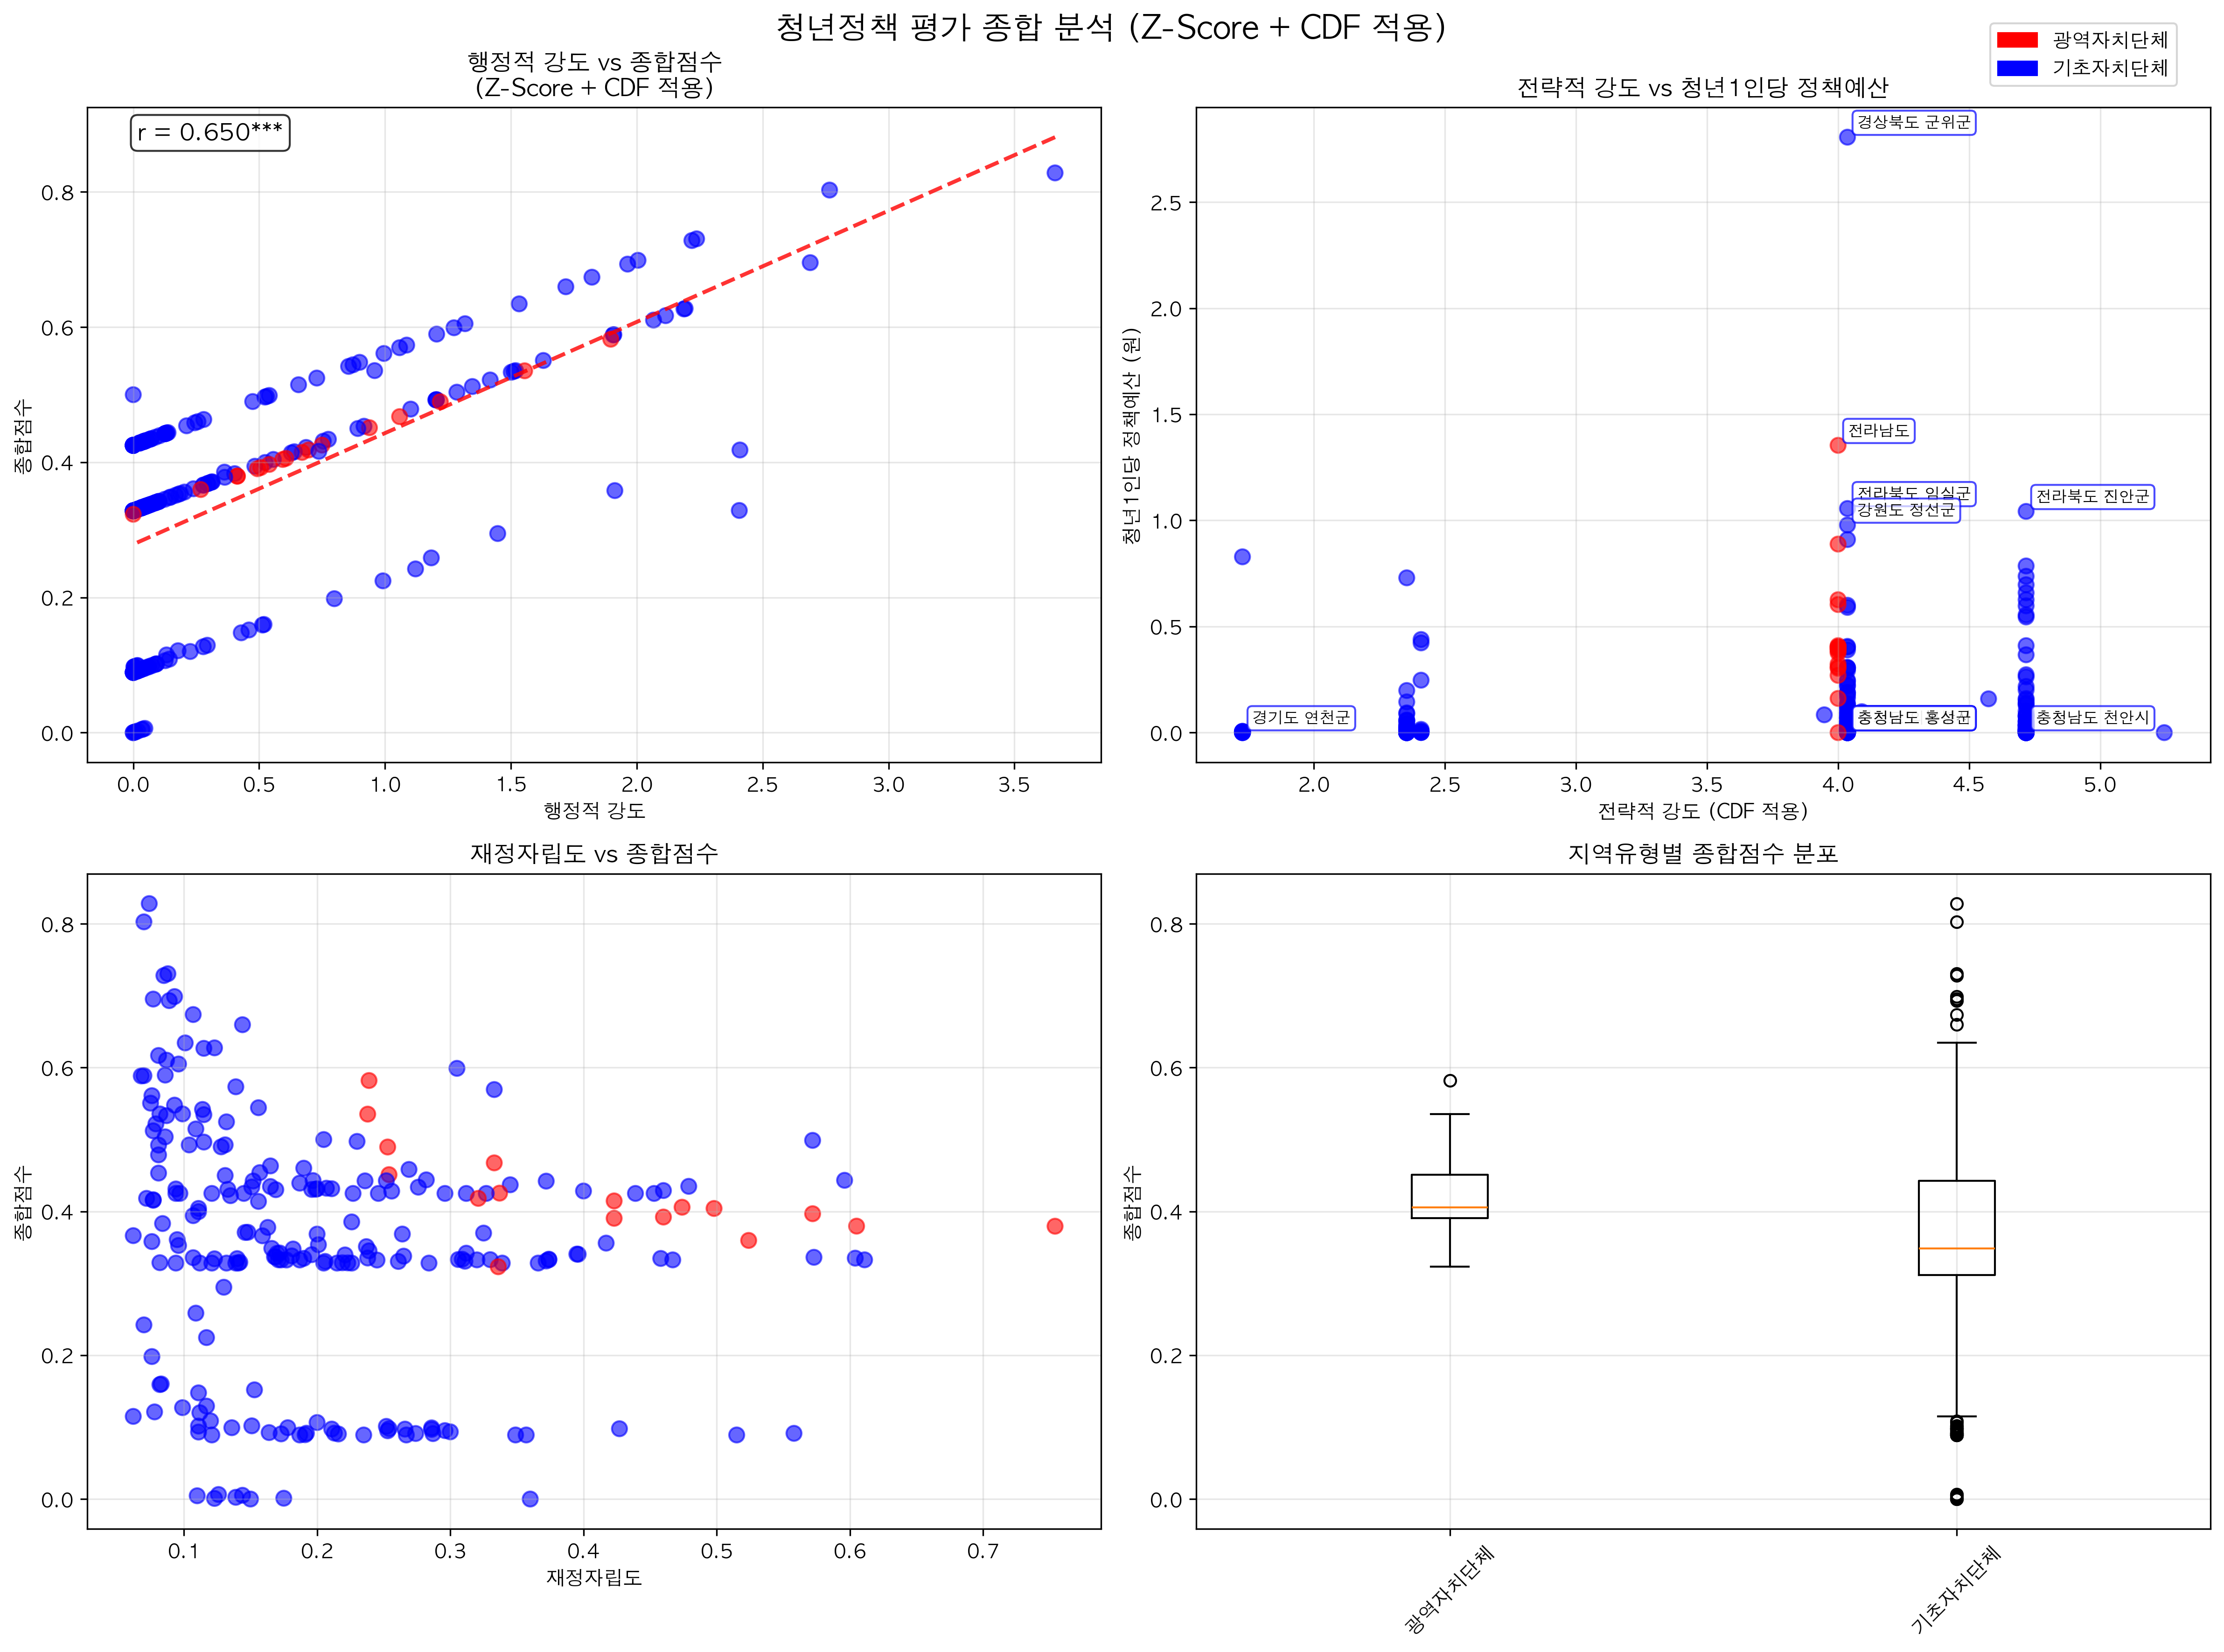 청년정책 평가 종합 분석 (Z-Score + CDF 적용)
광역자치단체
기초자치단체
행정적 강도 vs 종합점수
(Z-Score + CDF 적용)
r = 0.650***
종합점수
0.8
0.6
0.4
0.2
0.0
0.0 0.5 1.0 1.5 2.0 2.5 3.0 3.5
행정적 강도
전략적 강도 vs 청년1인당 정책예산
청년1인당 정책예산 (원)
2.5
2.0
1.5
1.0
0.5
0.0
경상북도 군위군
전라남도
전라북도 임실군
강원도 정선군
전라북도 진안군
경기도 연천군
충청남도 홍성군
충청남도 천안시
2.0 2.5 3.0 3.5 4.0 4.5 5.0
전략적 강도 (CDF 적용)
재정자립도 vs 종합점수
종합점수
0.8
0.6
0.4
0.2
0.0
0.1 0.2 0.3 0.4 0.5 0.6 0.7
재정자립도
지역유형별 종합점수 분포
종합점수
0.8
0.6
0.4
0.2
0.0
광역자치단체
기초자치단체